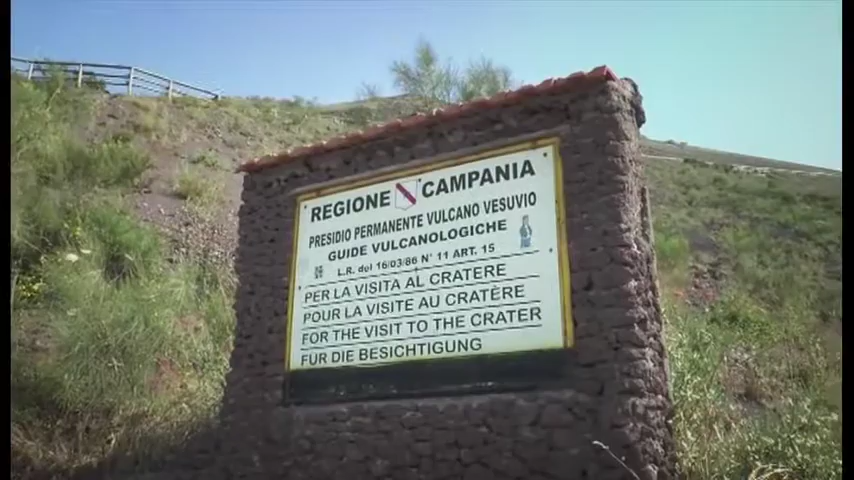 REGIONE CAMPANIA
PRESIDIO PERMANENTE VULCANO VESUVIO
GUIDE VULCANOLOGICHE
L.R. del 16/03/86 N° 11 ART. 15
PER LA VISITA AL CRATERE
POUR LA VISITE AU CRATÈRE
FOR THE VISIT TO THE CRATER
FUR DIE BESICHTIGUNG